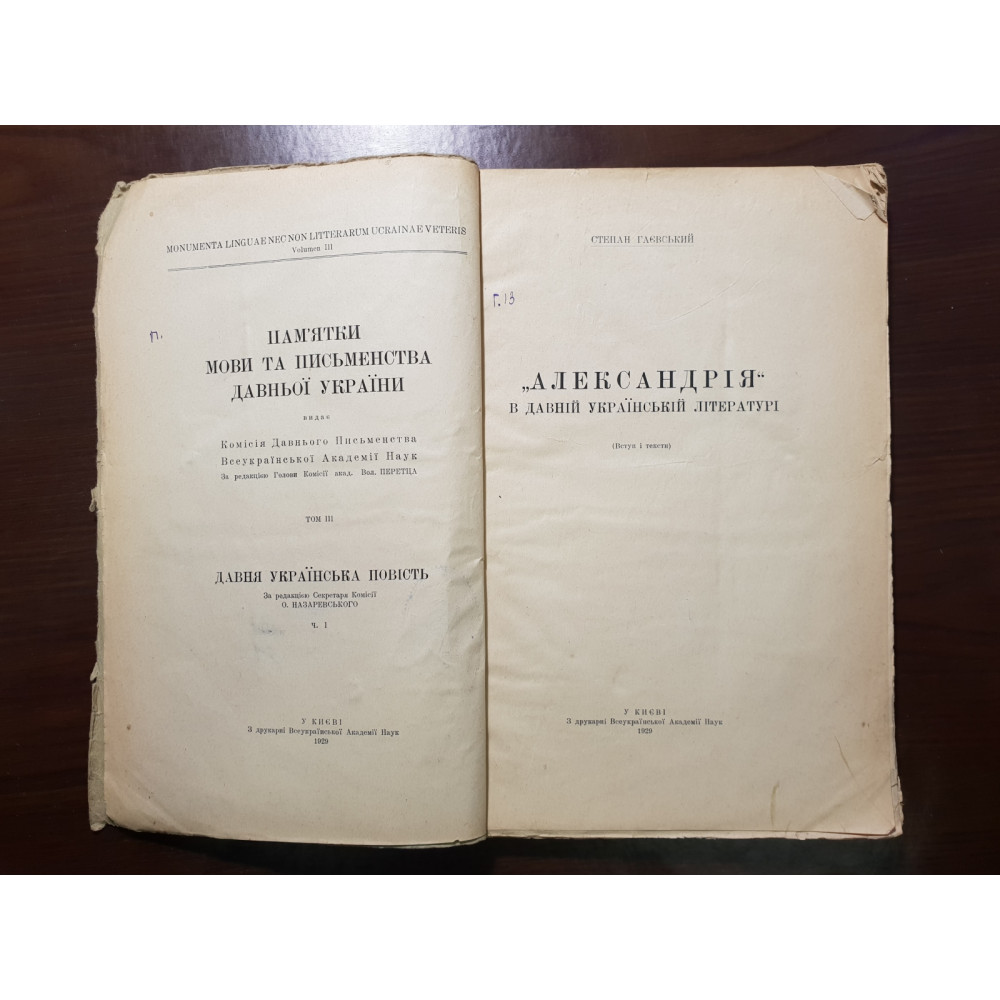 MONUMENTA LINGUAE NEC NON LITTERARUM UCRAINAE VETERIS
Volumen III
п.
ПАМ'ЯТКИ
МОВИ ТА ПИСЬМЕНСТВА
ДАВНЬОЇ УКРАЇНИ
видає
Комісія Давнього Письменства
Всеукраїнської Академії Наук
За редакцією Голови Комісії акад. Вол. ПЕРЕТЦА
ТОМ III
ДАВНЯ УКРАЇНСЬКА ПОВІСТЬ
За редакцією Секретаря Комісії
О. НАЗАРЕВСЬКОГО
Ч. I
У КИЄВІ
З друкарні Всеукраїнської Академії Наук
1929
СТЕПАН ГАЄВСЬКИЙ
г.13
„АЛЕКСАНДРІЯ“
В ДАВНІЙ УКРАЇНСЬКІЙ ЛІТЕРАТУРІ
(Вступ і тексти)
У КИЄВІ
З друкарні Всеукраїнської Академії Наук
1929